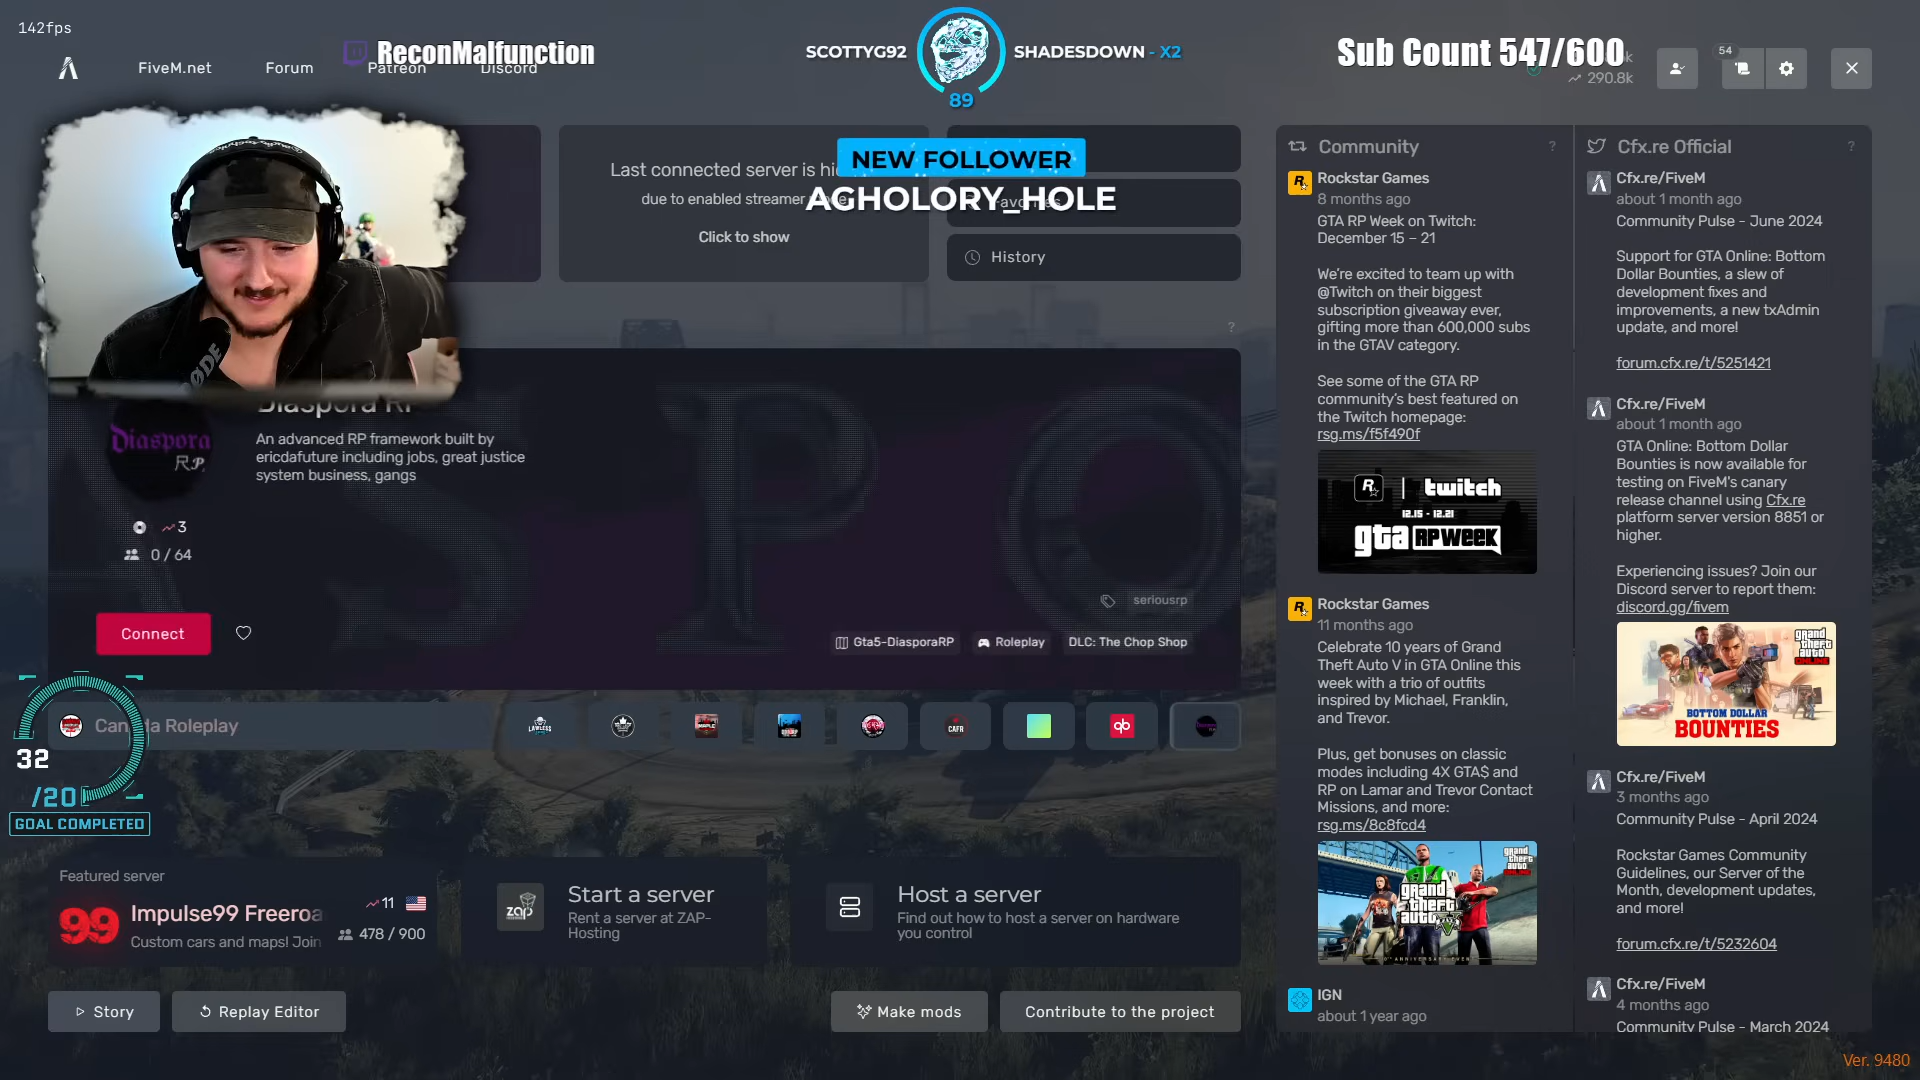 142fps
FiveM.net
Forum
Patreon
Discord
ReconMalfunction
SCOTTYG92
SHADESDOWN - X2
89
Sub Count 547/600
290.8k
54
NEW FOLLOWER
AGHOLORY_HOLE
Last connected server is
due to enabled streamer
Click to show
History
?
Diaspora RP
Diaspora
RP
An advanced RP framework built by
ericdafuture including jobs, great justice
system business, gangs
3
0 / 64
Connect
seriousrp
Gta5-DiasporaRP
Roleplay
DLC: The Chop Shop
Canada Roleplay
LAWLESS
CAFR
qb
32
/20
GOAL COMPLETED
Featured server
99
Impulse99 Freeroa
Custom cars and maps! Join
11
478 / 900
zap
Start a server
Rent a server at ZAP-
Hosting
Host a server
Find out how to host a server on hardware
you control
Story
Replay Editor
Make mods
Contribute to the project
Community
?
Rockstar Games
8 months ago
GTA RP Week on Twitch:
December 15 – 21
We're excited to team up with
@Twitch on their biggest
subscription giveaway ever,
gifting more than 600,000 subs
in the GTAV category.
See some of the GTA RP
community's best featured on
the Twitch homepage:
rsg.ms/f5f490f
R | twitch
12.15 - 12.21
gta RPWEEK
Rockstar Games
11 months ago
Celebrate 10 years of Grand
Theft Auto V in GTA Online this
week with a trio of outfits
inspired by Michael, Franklin,
and Trevor.
Plus, get bonuses on classic
modes including 4X GTA$ and
RP on Lamar and Trevor Contact
Missions, and more:
rsg.ms/8c8fcd4
grand
theft
auto
V
IGN
about 1 year ago
Cfx.re Official
?
Cfx.re/FiveM
about 1 month ago
Community Pulse - June 2024
Support for GTA Online: Bottom
Dollar Bounties, a slew of
development fixes and
improvements, a new txAdmin
update, and more!
forum.cfx.re/t/5251421
Cfx.re/FiveM
about 1 month ago
GTA Online: Bottom Dollar
Bounties is now available for
testing on FiveM's canary
release channel using Cfx.re
platform server version 8851 or
higher.
Experiencing issues? Join our
Discord server to report them:
discord.gg/fivem
grand
theft
auto
BOTTOM DOLLAR
BOUNTIES
Cfx.re/FiveM
3 months ago
Community Pulse - April 2024
Rockstar Games Community
Guidelines, our Server of the
Month, development updates,
and more!
forum.cfx.re/t/5232604
Cfx.re/FiveM
4 months ago
Community Pulse - March 2024
Ver. 9480